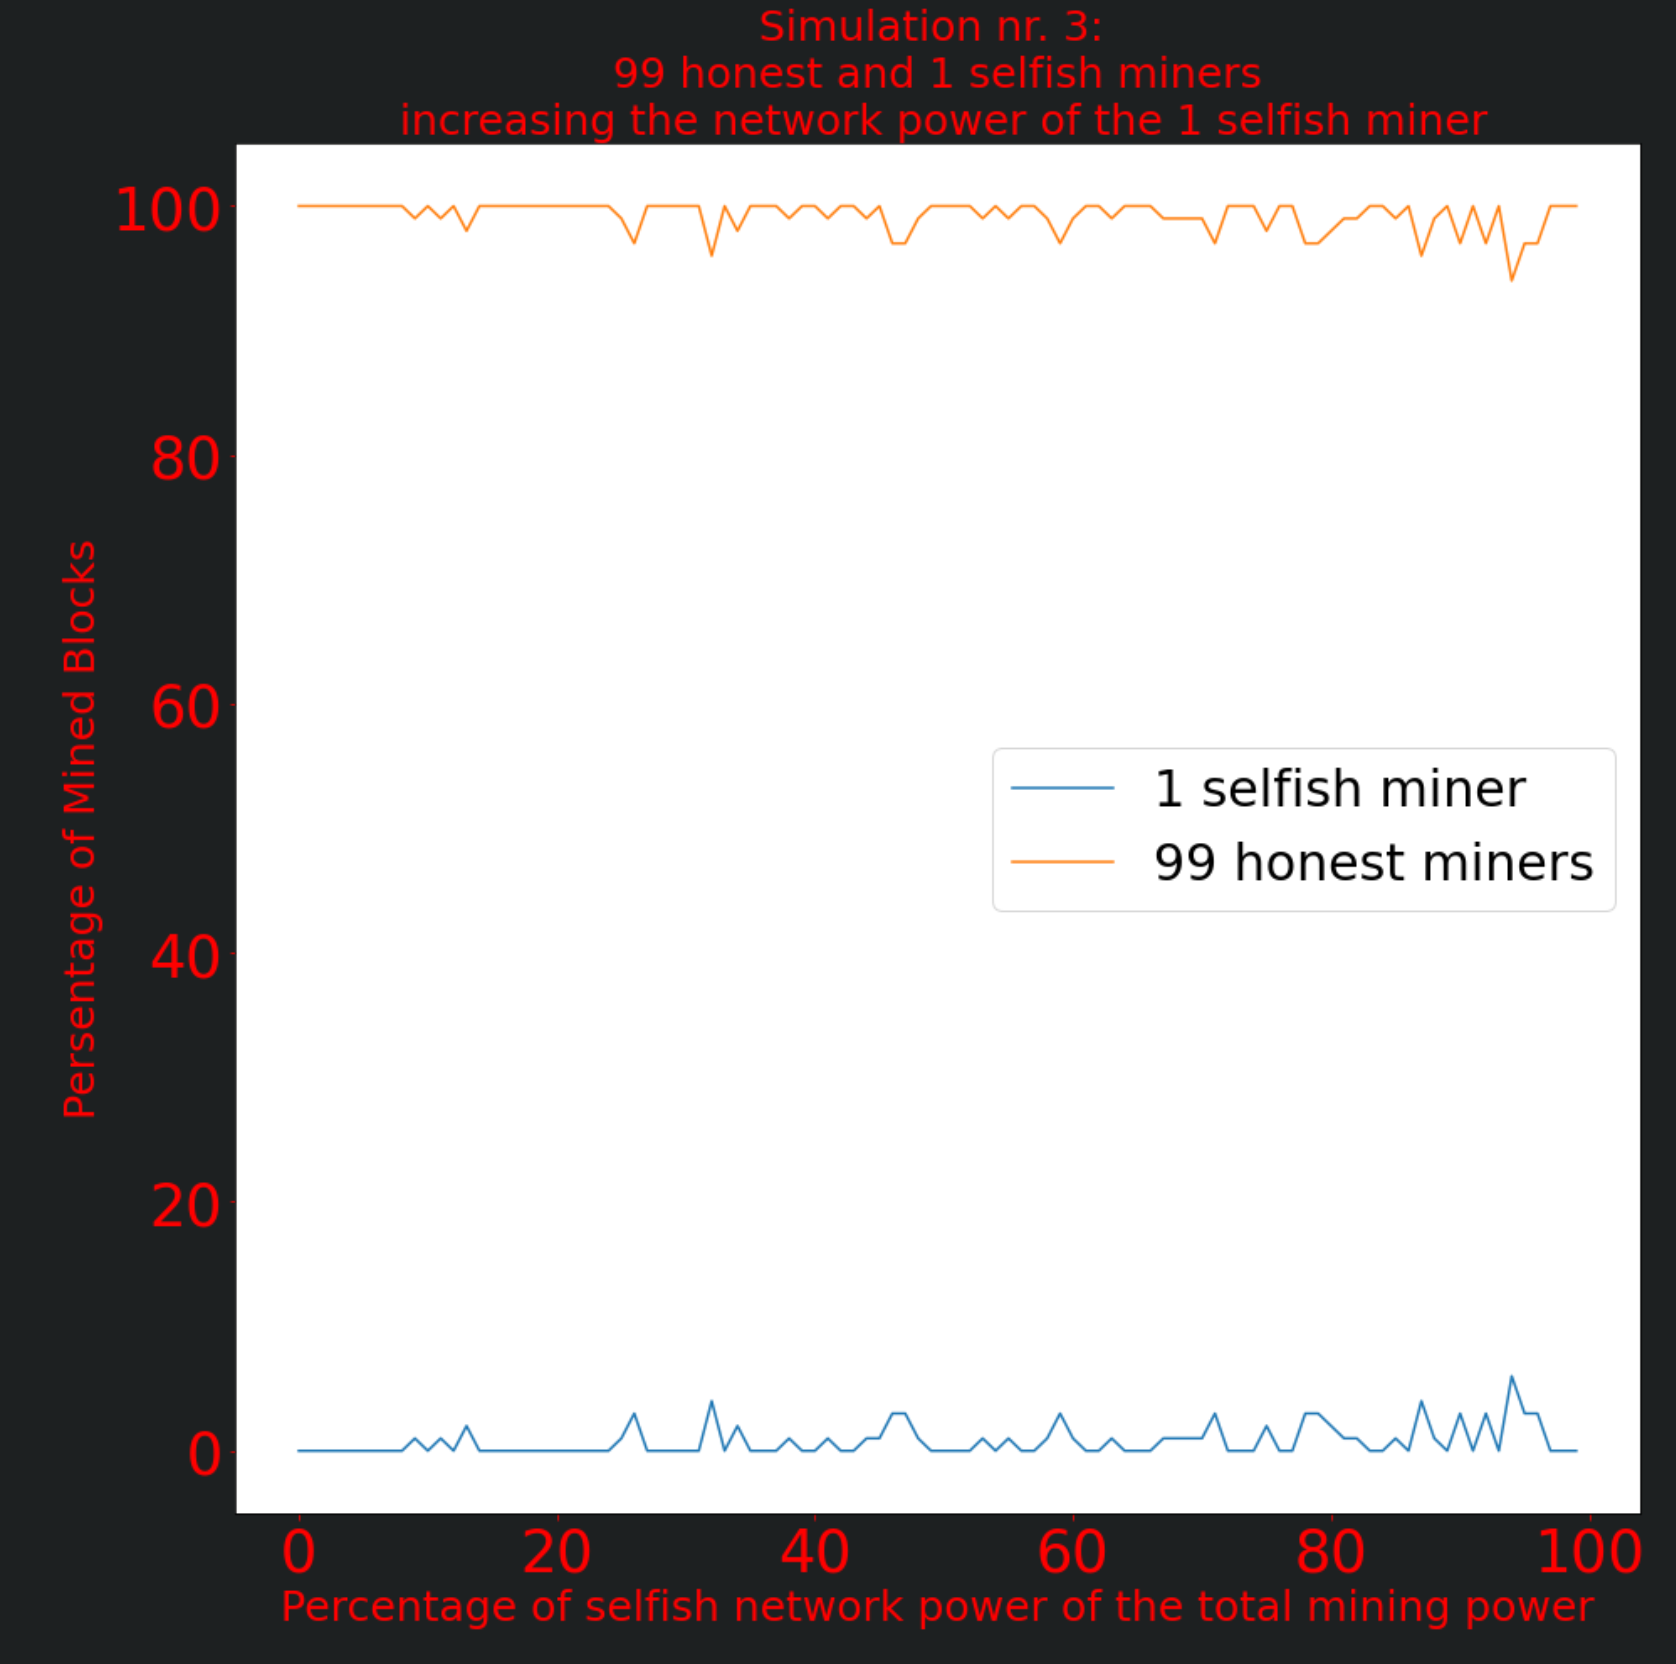 Simulation nr. 3:
99 honest and 1 selfish miners
increasing the network power of the 1 selfish miner
100
80
60
40
20
0
Persentage of Mined Blocks
1 selfish miner
99 honest miners
0 20 40 60 80 100
Percentage of selfish network power of the total mining power